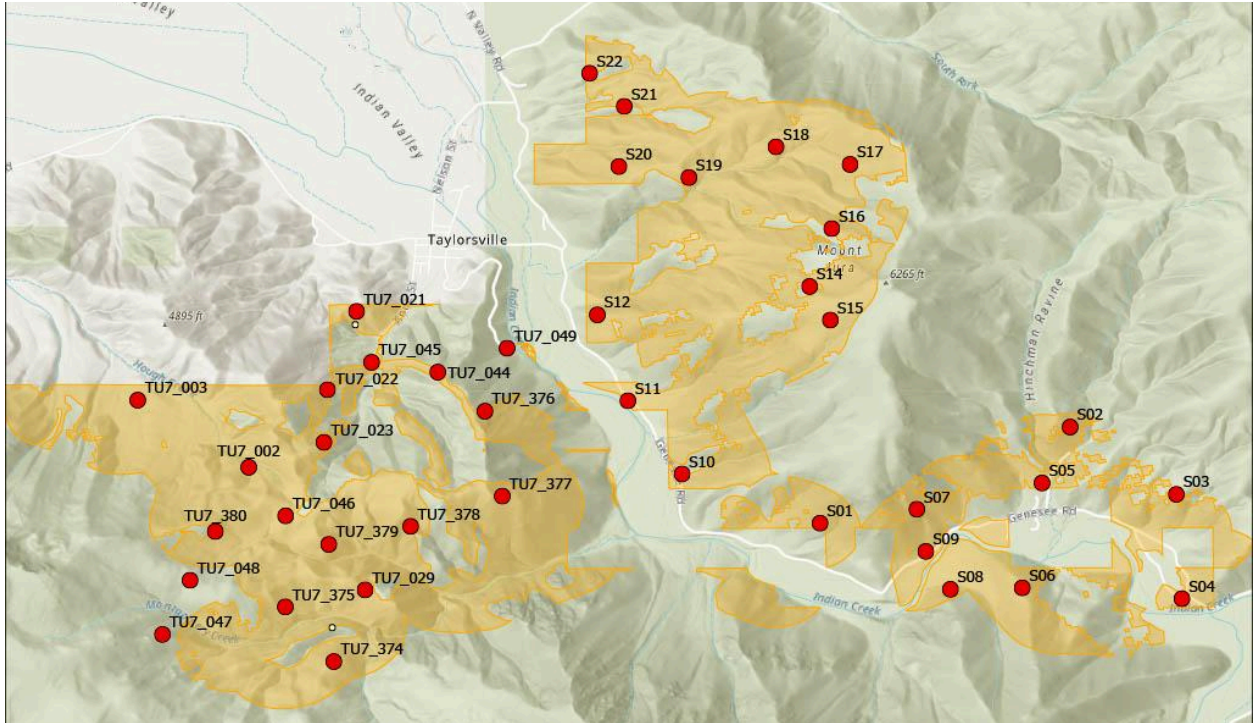 Valley
N Valley Rd
Indian Valley
South Fork
S22
S21
S18
S17
S20
S19
Nelson St
S16
Taylorsville
Mount
Jura
6265 ft
S14
Hinchman Ravine
TU7_021
S12
S15
4895 ft
TU7_049
TU7_045
TU7_044
TU7_022
TU7_003
S11
TU7_376
S02
TU7_023
TU7_002
S10
S05
TU7_377
S03
TU7_046
S07
S01
Genesee Rd
TU7_380
TU7_379
TU7_378
S09
TU7_048
TU7_029
S08
S06
S04
TU7_375
Indian Creek
Indian Creek
TU7_047
TU7_374